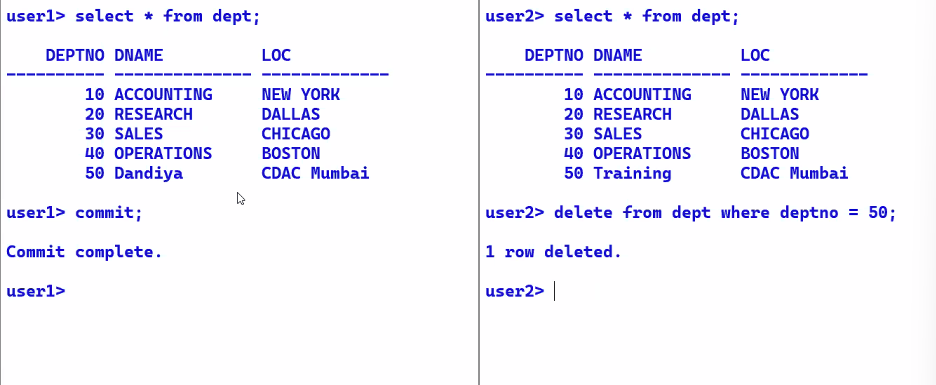 user1> select * from dept;
DEPTNO DNAME LOC
---------- -------------- -------------
10 ACCOUNTING NEW YORK
20 RESEARCH DALLAS
30 SALES CHICAGO
40 OPERATIONS BOSTON
50 Dandiya CDAC Mumbai
user1> commit;
Commit complete.
user1>
user2> select * from dept;
DEPTNO DNAME LOC
---------- -------------- -------------
10 ACCOUNTING NEW YORK
20 RESEARCH DALLAS
30 SALES CHICAGO
40 OPERATIONS BOSTON
50 Training CDAC Mumbai
user2> delete from dept where deptno = 50;
1 row deleted.
user2>